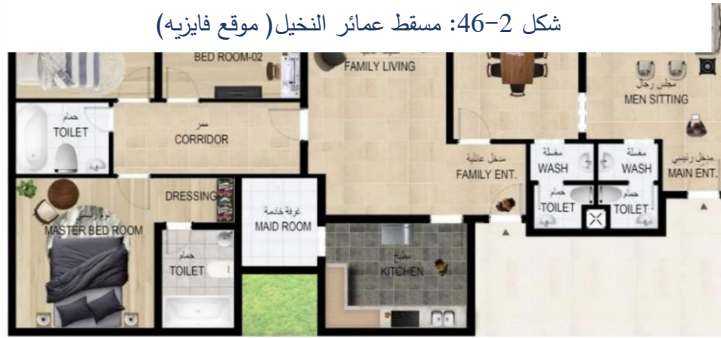 شكل 2-46: مسقط عمائر النخيل( موقع فايزيه)
BED ROOM-02
FAMILY LIVING
مجلس رجال
MEN SITTING
حمام
TOILET
ممر
CORRIDOR
مدخل عائلية
FAMILY ENT.
مغسلة
WASH
مغسلة
WASH
مدخل رئيسي
MAIN ENT.
DRESSING
غرفة خادمة
MAID ROOM
حمام
TOILET
حمام
TOILET
MASTER BED ROOM
حمام
TOILET
مطبخ
KITCHEN